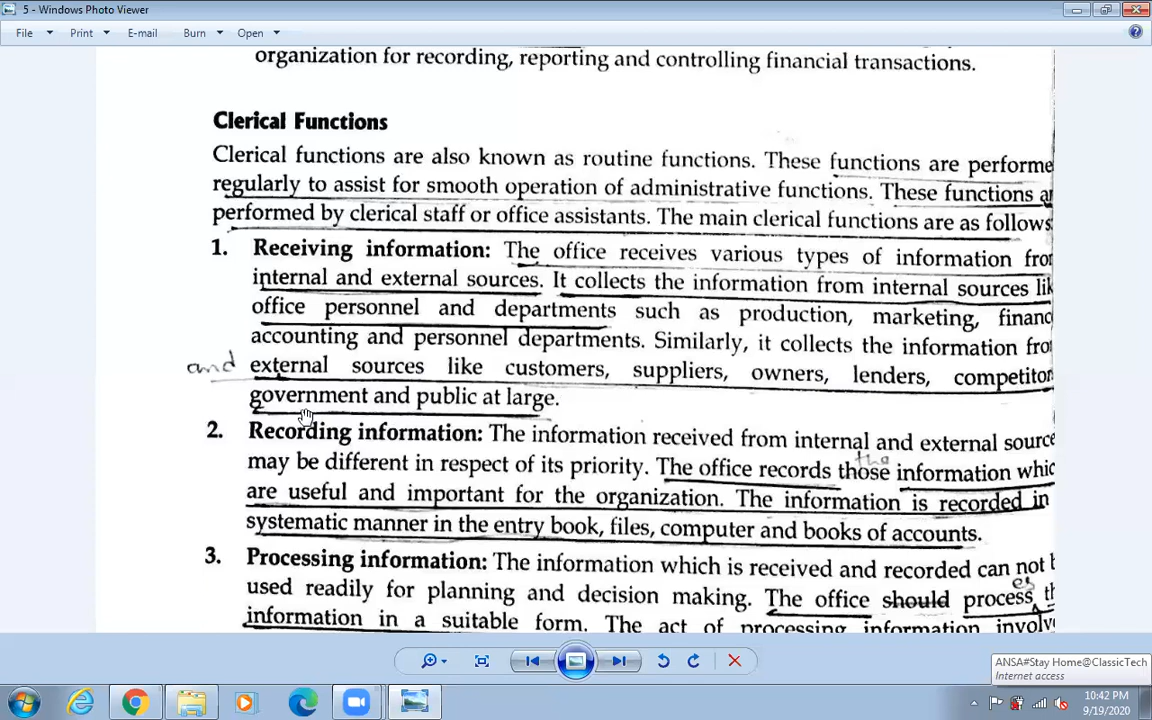 5 - Windows Photo Viewer
File Print E-mail Burn Open
organization for recording, reporting and controlling financial transactions.
Clerical Functions
Clerical functions are also known as routine functions. These functions are performe
regularly to assist for smooth operation of administrative functions. These functions a
performed by clerical staff or office assistants. The main clerical functions are as follows
1. Receiving information: The office receives various types of information fro
internal and external sources. It collects the information from internal sources lik
office personnel and departments such as production, marketing, financ
accounting and personnel departments. Similarly, it collects the information fro
and external sources like customers, suppliers, owners, lenders, competitor
government and public at large.
2. Recording information: The information received from internal and external source
may be different in respect of its priority. The office records those tha information whic
are useful and important for the organization. The information is recorded in
systematic manner in the entry book, files, computer and books of accounts.
3. Processing information: The information which is received and recorded can not b
used readily for planning and decision making. The office should process es th
information in a suitable form. The act of processing information involv
ANSA#Stay Home@ClassicTech
Internet access
10:42 PM
9/19/2020